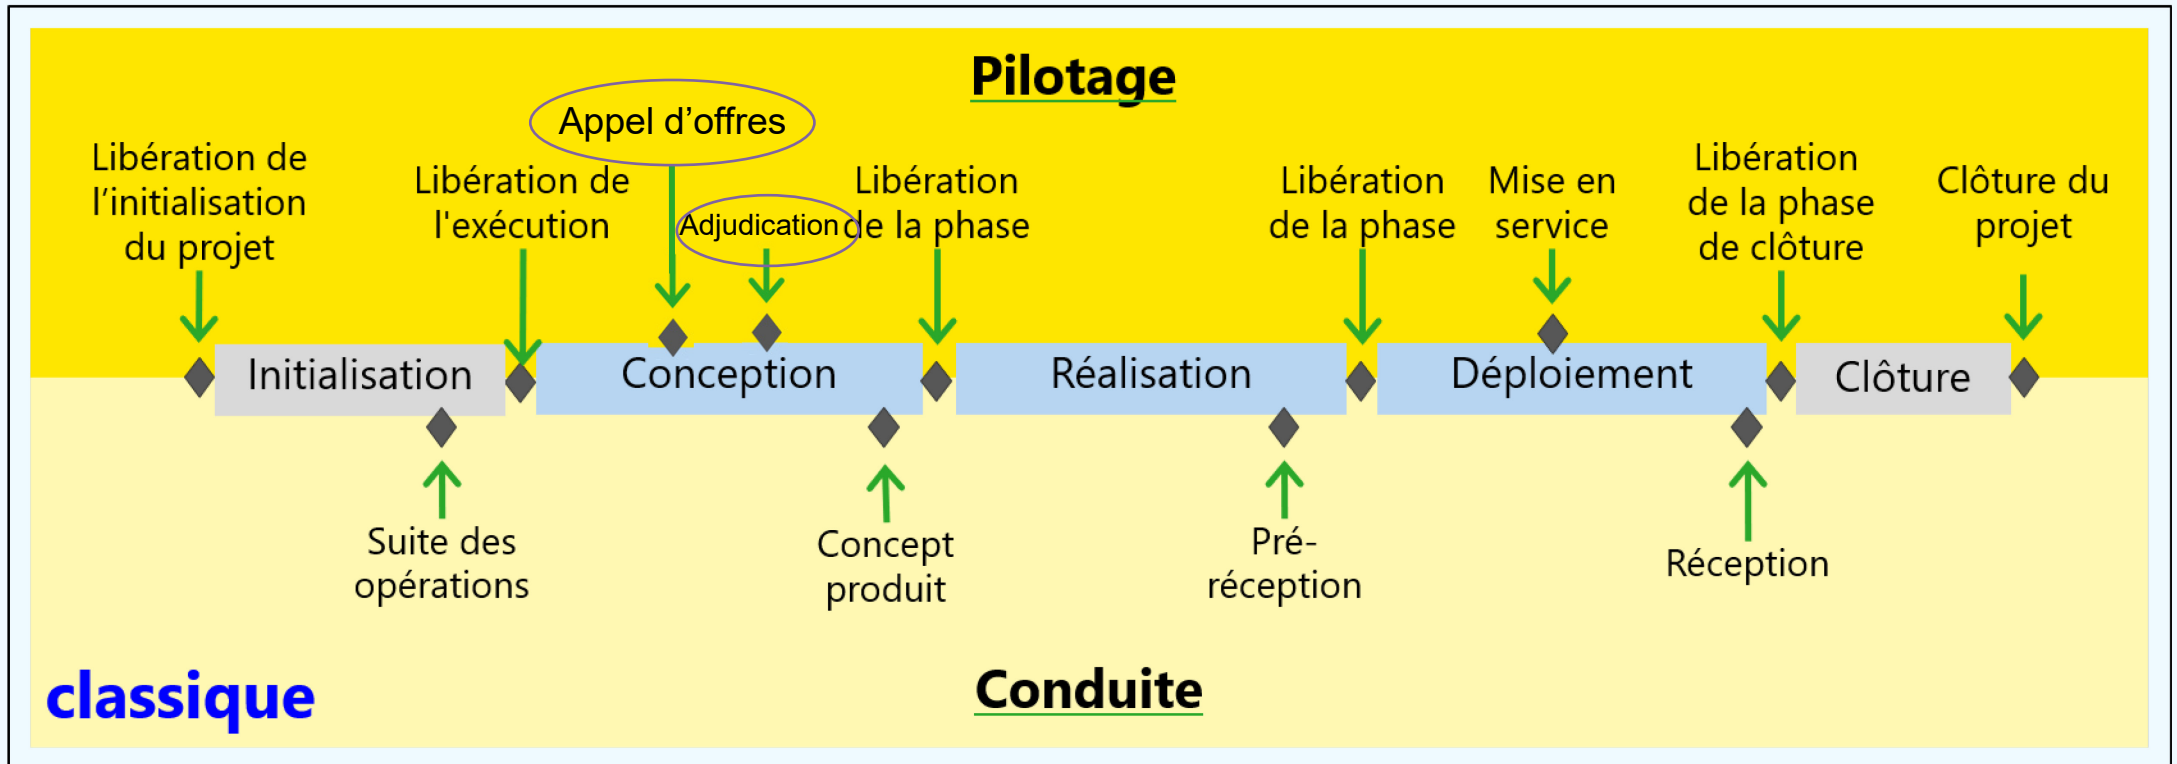 Pilotage
Appel d’offres
Libération de
l’initialisation
du projet
Libération de
l'exécution
Adjudication
Libération
de la phase
Libération
de la phase
Mise en
service
Libération
de la phase
de clôture
Clôture du
projet
Initialisation
Conception
Réalisation
Déploiement
Clôture
Suite des
opérations
Concept
produit
Pré-
réception
Réception
classique
Conduite